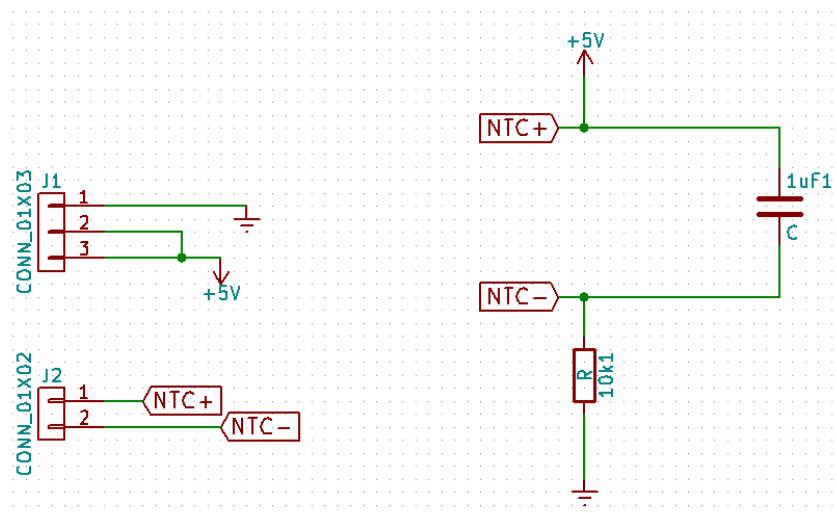 J1
CONN_01X03
1
2
3
+5V
J2
CONN_01X02
1
2
NTC+
NTC-
+5V
NTC+
1uF1
C
NTC-
R
10k1